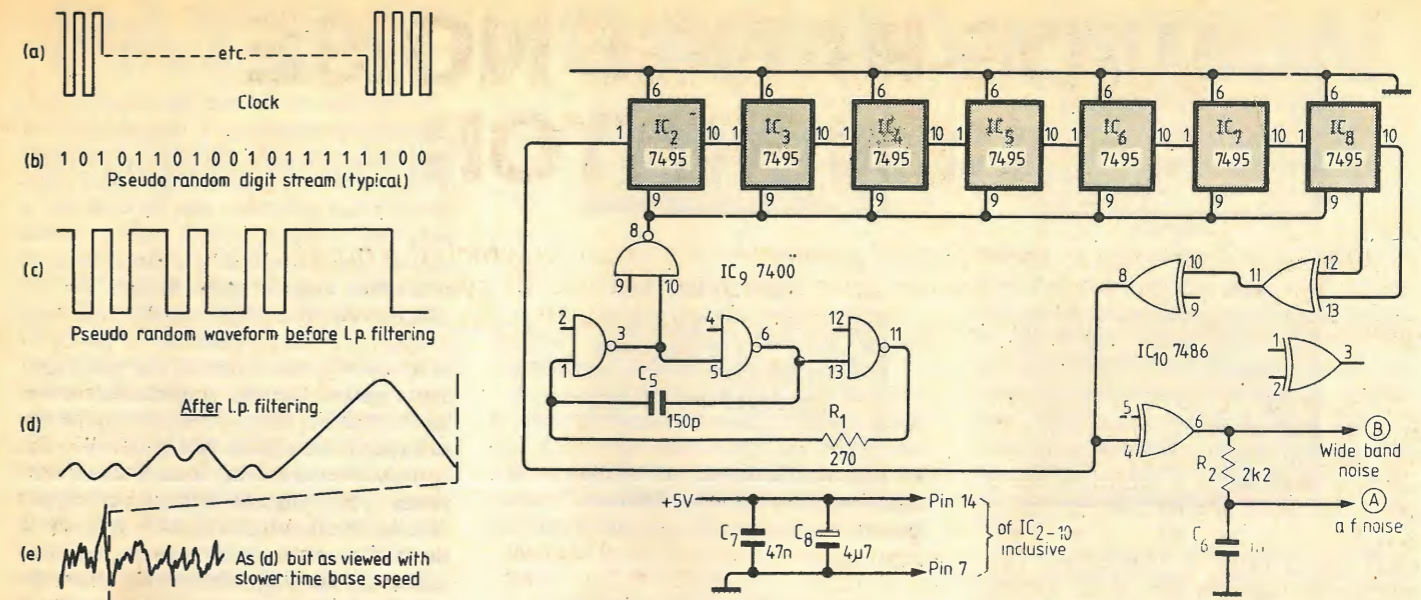 (a)
etc.
Clock
(b) 1 0 1 0 1 1 0 1 0 0 1 0 1 1 1 1 1 1 1 0 0
Pseudo random digit stream (typical)
(c)
Pseudo random waveform before l.p. filtering
After l.p. filtering
(d)
(e)
As (d) but as viewed with
slower time base speed
6 6 6 6 6 6 6
1 IC2 10 1 IC3 10 1 IC4 10 1 IC5 10 1 IC6 10 1 IC7 10 1 IC8 10
7495 7495 7495 7495 7495 7495 7495
9 9 9 9 9 9 9
8
9 10
IC9 7400
2 3
1
4 6
5
12 11
13
C5
150p
R1
270
8 10
9
11 12
13
IC10 7486
1 3
2
5 6
4
B
Wide band
noise
R2 2k2
A
a f noise
C6
+5V
C7
47n
C8
4µ7
Pin 14
of IC2-10
inclusive
Pin 7